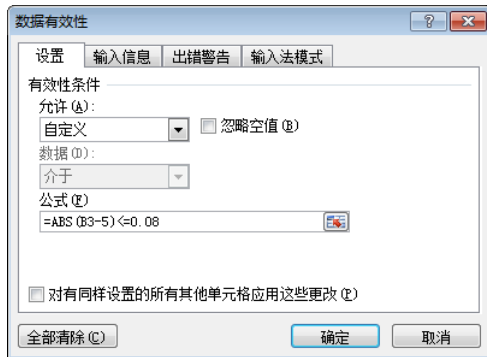 数据有效性
设置 输入信息 出错警告 输入法模式
有效性条件
允许(A):
自定义 忽略空值(B)
数据(D):
介于
公式(F)
=ABS(B3-5)<=0.08
对有同样设置的所有其他单元格应用这些更改(P)
全部清除(C) 确定 取消